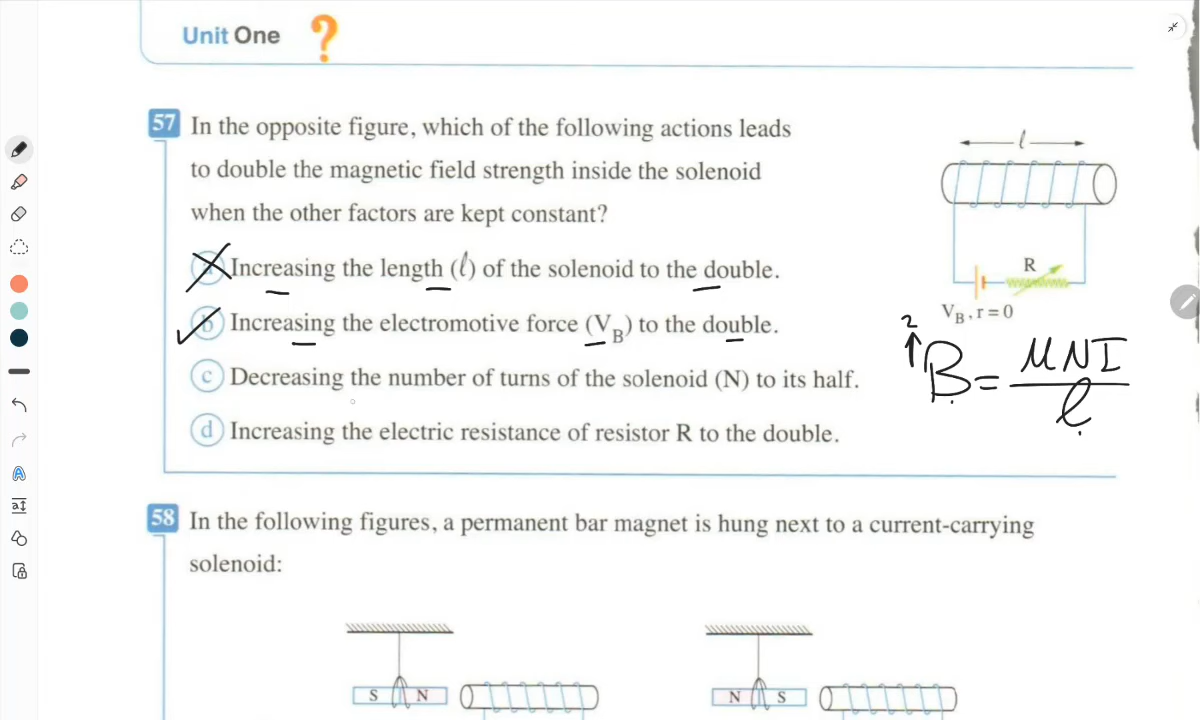 Unit One ?
57 In the opposite figure, which of the following actions leads
to double the magnetic field strength inside the solenoid
when the other factors are kept constant?
a Increasing the length (l) of the solenoid to the double.
b Increasing the electromotive force (V_B) to the double.
c Decreasing the number of turns of the solenoid (N) to its half.
d Increasing the electric resistance of resistor R to the double.
l
R
V_B, r = 0
2
↑B = μNI / l
58 In the following figures, a permanent bar magnet is hung next to a current-carrying
solenoid:
S N
N S